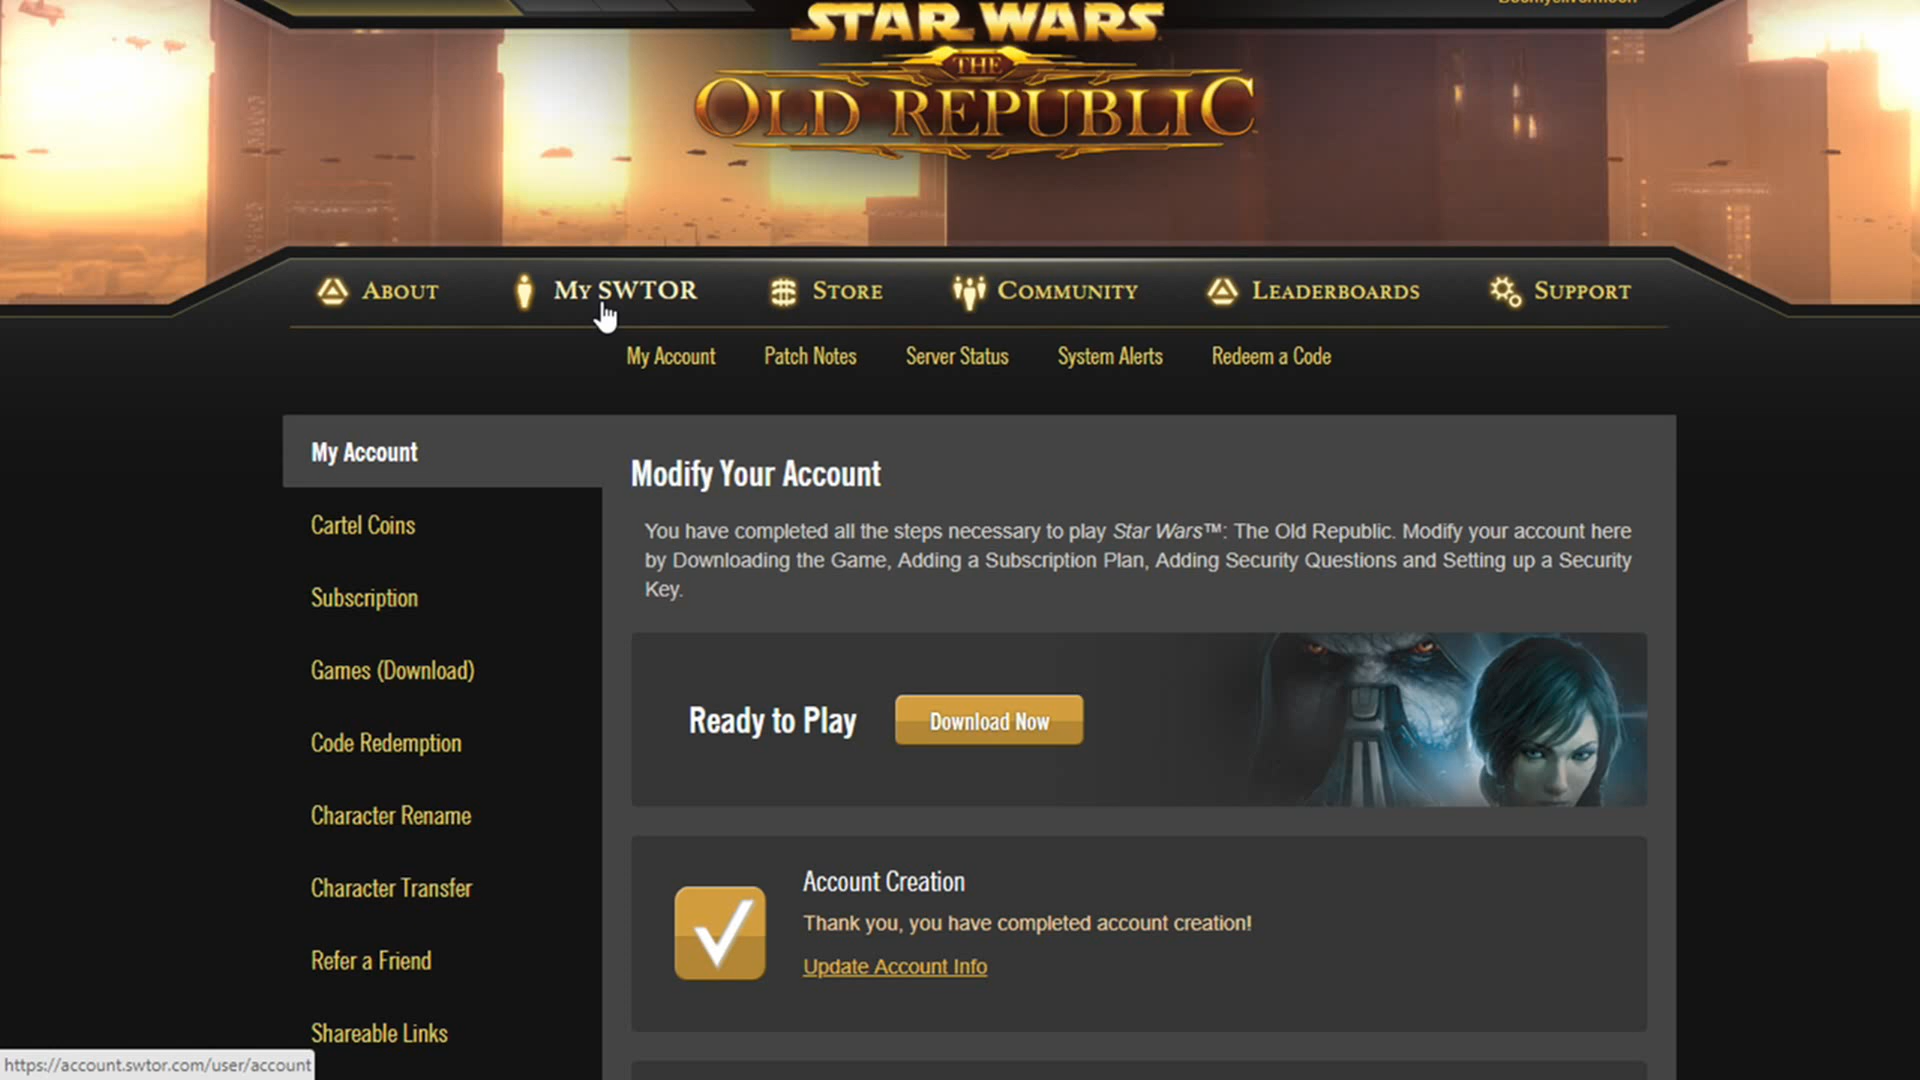 STAR WARS
THE
OLD REPUBLIC
ABOUT
MY SWTOR
STORE
COMMUNITY
LEADERBOARDS
SUPPORT
My Account
Patch Notes
Server Status
System Alerts
Redeem a Code
My Account
Cartel Coins
Subscription
Games (Download)
Code Redemption
Character Rename
Character Transfer
Refer a Friend
Shareable Links
Modify Your Account
You have completed all the steps necessary to play Star Wars™: The Old Republic. Modify your account here
by Downloading the Game, Adding a Subscription Plan, Adding Security Questions and Setting up a Security
Key.
Ready to Play
Download Now
Account Creation
Thank you, you have completed account creation!
Update Account Info
https://account.swtor.com/user/account